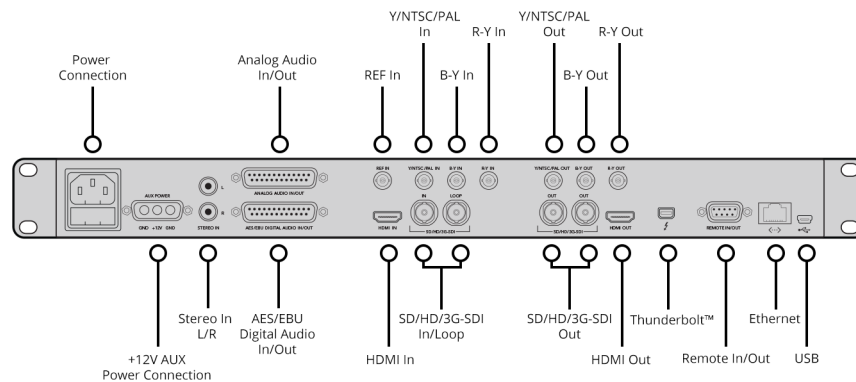 Y/NTSC/PAL
In
Y/NTSC/PAL
Out
Power
Connection
Analog Audio
In/Out
REF In
B-Y In
R-Y In
B-Y Out
R-Y Out
AUX POWER
GND +12V GND
L
R
STEREO IN
ANALOG AUDIO IN/OUT
AES/EBU DIGITAL AUDIO IN/OUT
REF IN
Y/NTSC/PAL IN
B-Y IN
R-Y IN
HDMI IN
IN
LOOP
SD/HD/3G-SDI
Y/NTSC/PAL OUT
B-Y OUT
R-Y OUT
OUT
OUT
SD/HD/3G-SDI
HDMI OUT
REMOTE IN/OUT
+12V AUX
Power Connection
Stereo In
L/R
AES/EBU
Digital Audio
In/Out
HDMI In
SD/HD/3G-SDI
In/Loop
SD/HD/3G-SDI
Out
HDMI Out
Thunderbolt™
Remote In/Out
Ethernet
USB